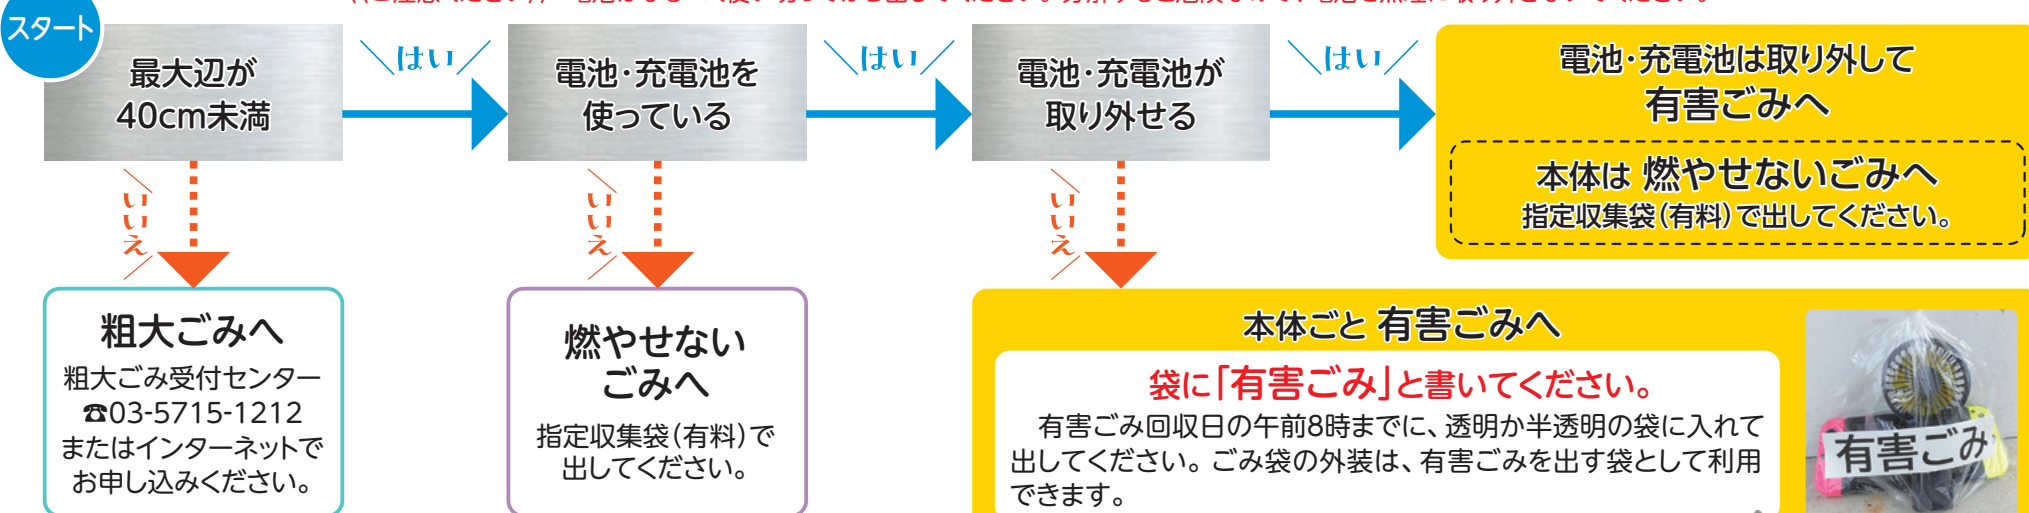 スタート
最大辺が
40cm未満
はい
電池・充電池を
使っている
はい
電池・充電池が
取り外せる
はい
電池・充電池は取り外して
有害ごみへ
本体は 燃やせないごみへ
指定収集袋(有料)で出してください。
いいえ
いいえ
いいえ
粗大ごみへ
粗大ごみ受付センター
☎03-5715-1212
またはインターネットで
お申し込みください。
燃やせない
ごみへ
指定収集袋(有料)で
出してください。
本体ごと 有害ごみへ
袋に「有害ごみ」と書いてください。
有害ごみ回収日の午前8時までに、透明か半透明の袋に入れて
出してください。ごみ袋の外装は、有害ごみを出す袋として利用
できます。
有害ごみ